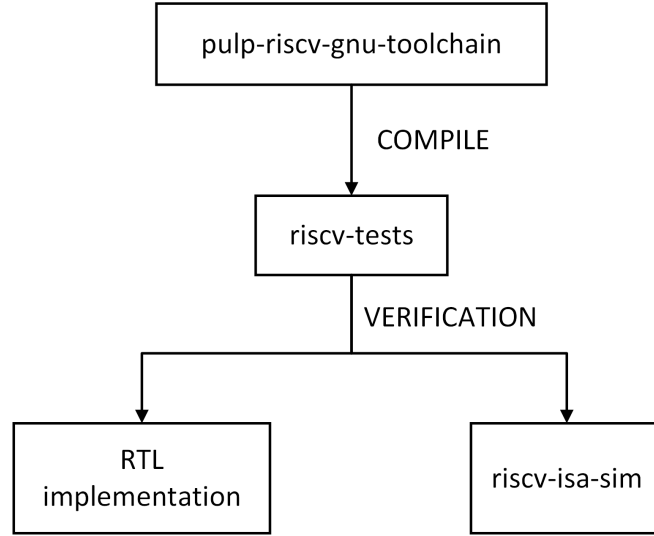 pulp-riscv-gnu-toolchain
COMPILE
riscv-tests
VERIFICATION
RTL
implementation
riscv-isa-sim